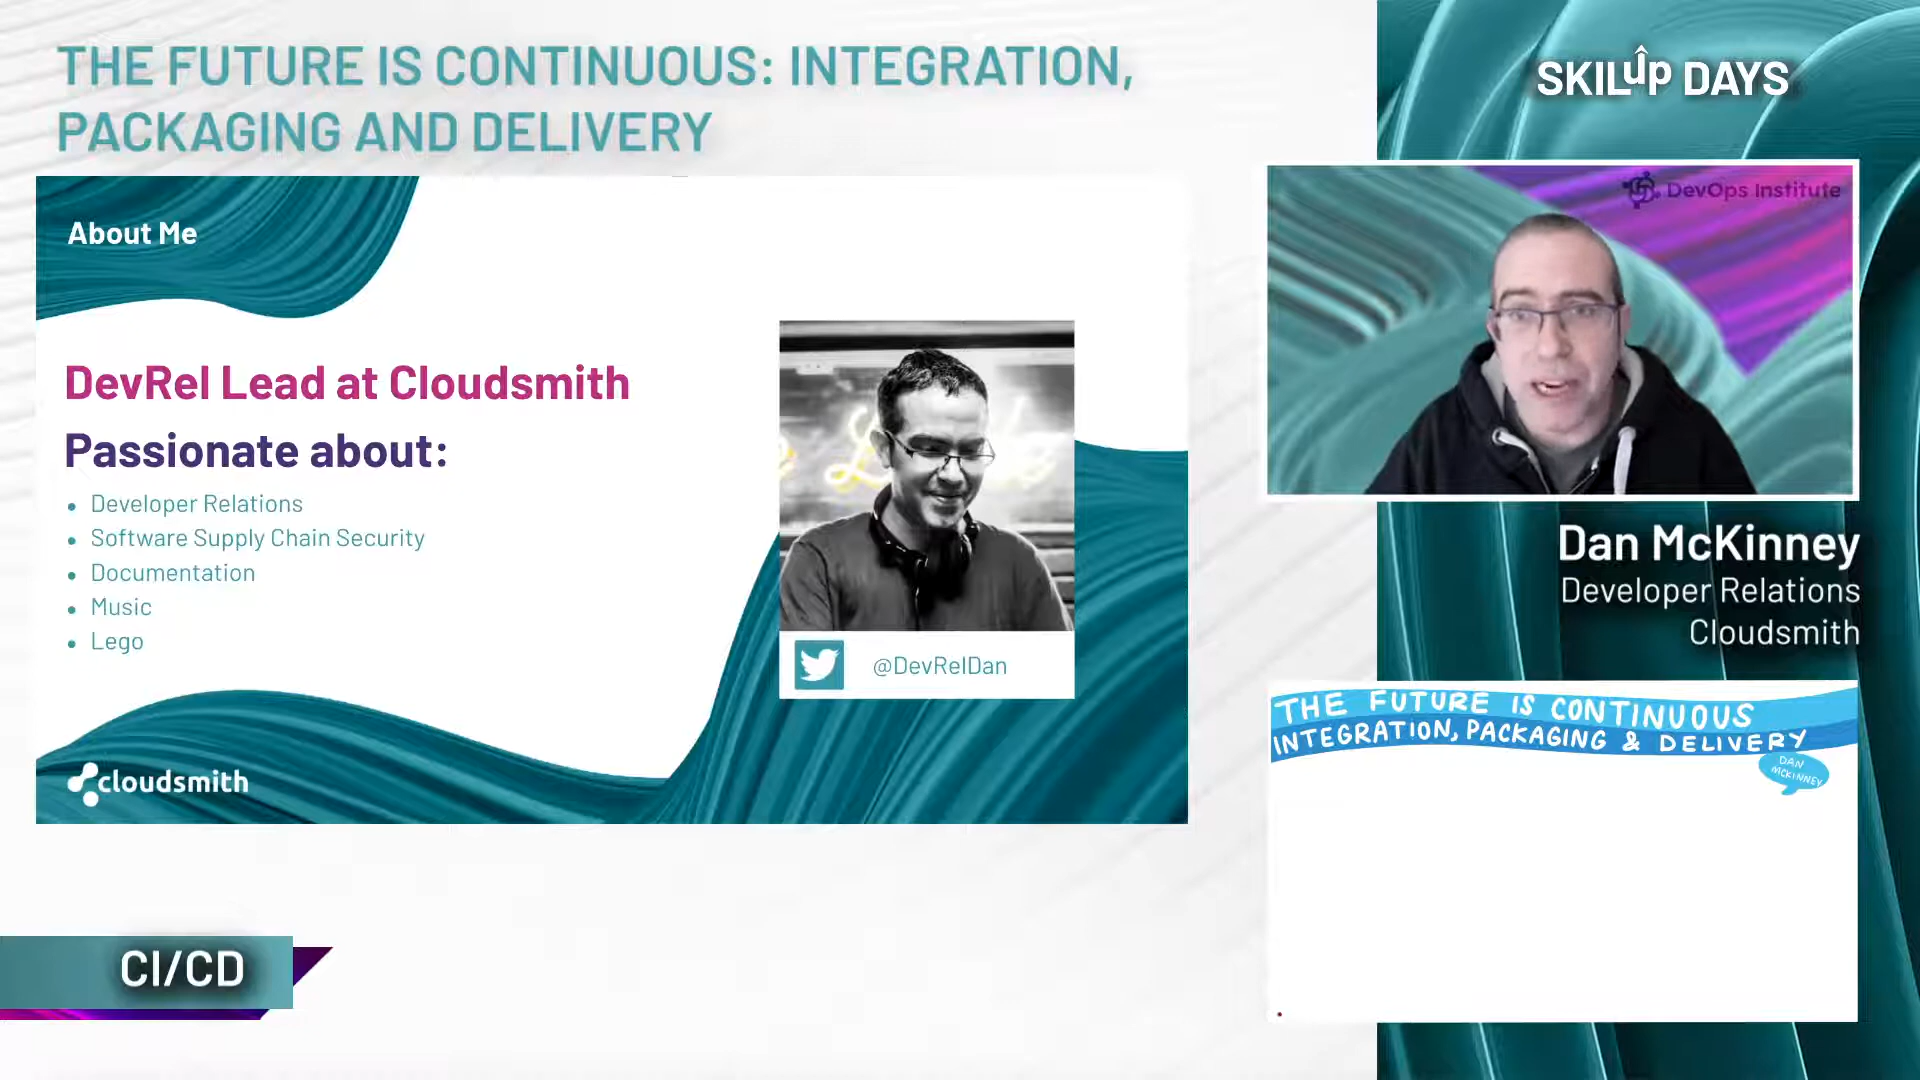 THE FUTURE IS CONTINUOUS: INTEGRATION,
PACKAGING AND DELIVERY
SKILup DAYS
About Me
DevRel Lead at Cloudsmith
Passionate about:
• Developer Relations
• Software Supply Chain Security
• Documentation
• Music
• Lego
@DevRelDan
cloudsmith
DevOps Institute
Dan McKinney
Developer Relations
Cloudsmith
THE FUTURE IS CONTINUOUS
INTEGRATION, PACKAGING & DELIVERY
DAN
MCKINNEY
CI/CD